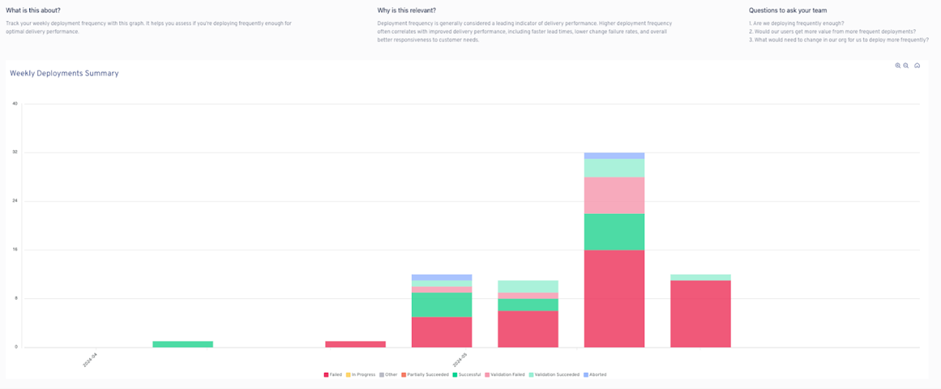 What is this about?
Track your weekly deployment frequency with this graph. It helps you assess if you're deploying frequently enough for
optimal delivery performance.
Why is this relevant?
Deployment frequency is generally considered a leading indicator of delivery performance. Higher deployment frequency
often correlates with improved delivery performance, including faster lead times, lower change failure rates, and overall
better responsiveness to customer needs.
Questions to ask your team
1. Are we deploying frequently enough?
2. Would our users get more value from more frequent deployments?
3. What would need to change in our org for us to deploy more frequently?
Weekly Deployments Summary
40
32
24
16
8
0
2024-04
2024-05
Failed In Progress Other Partially Succeeded Successful Validation Failed Validation Succeeded Aborted